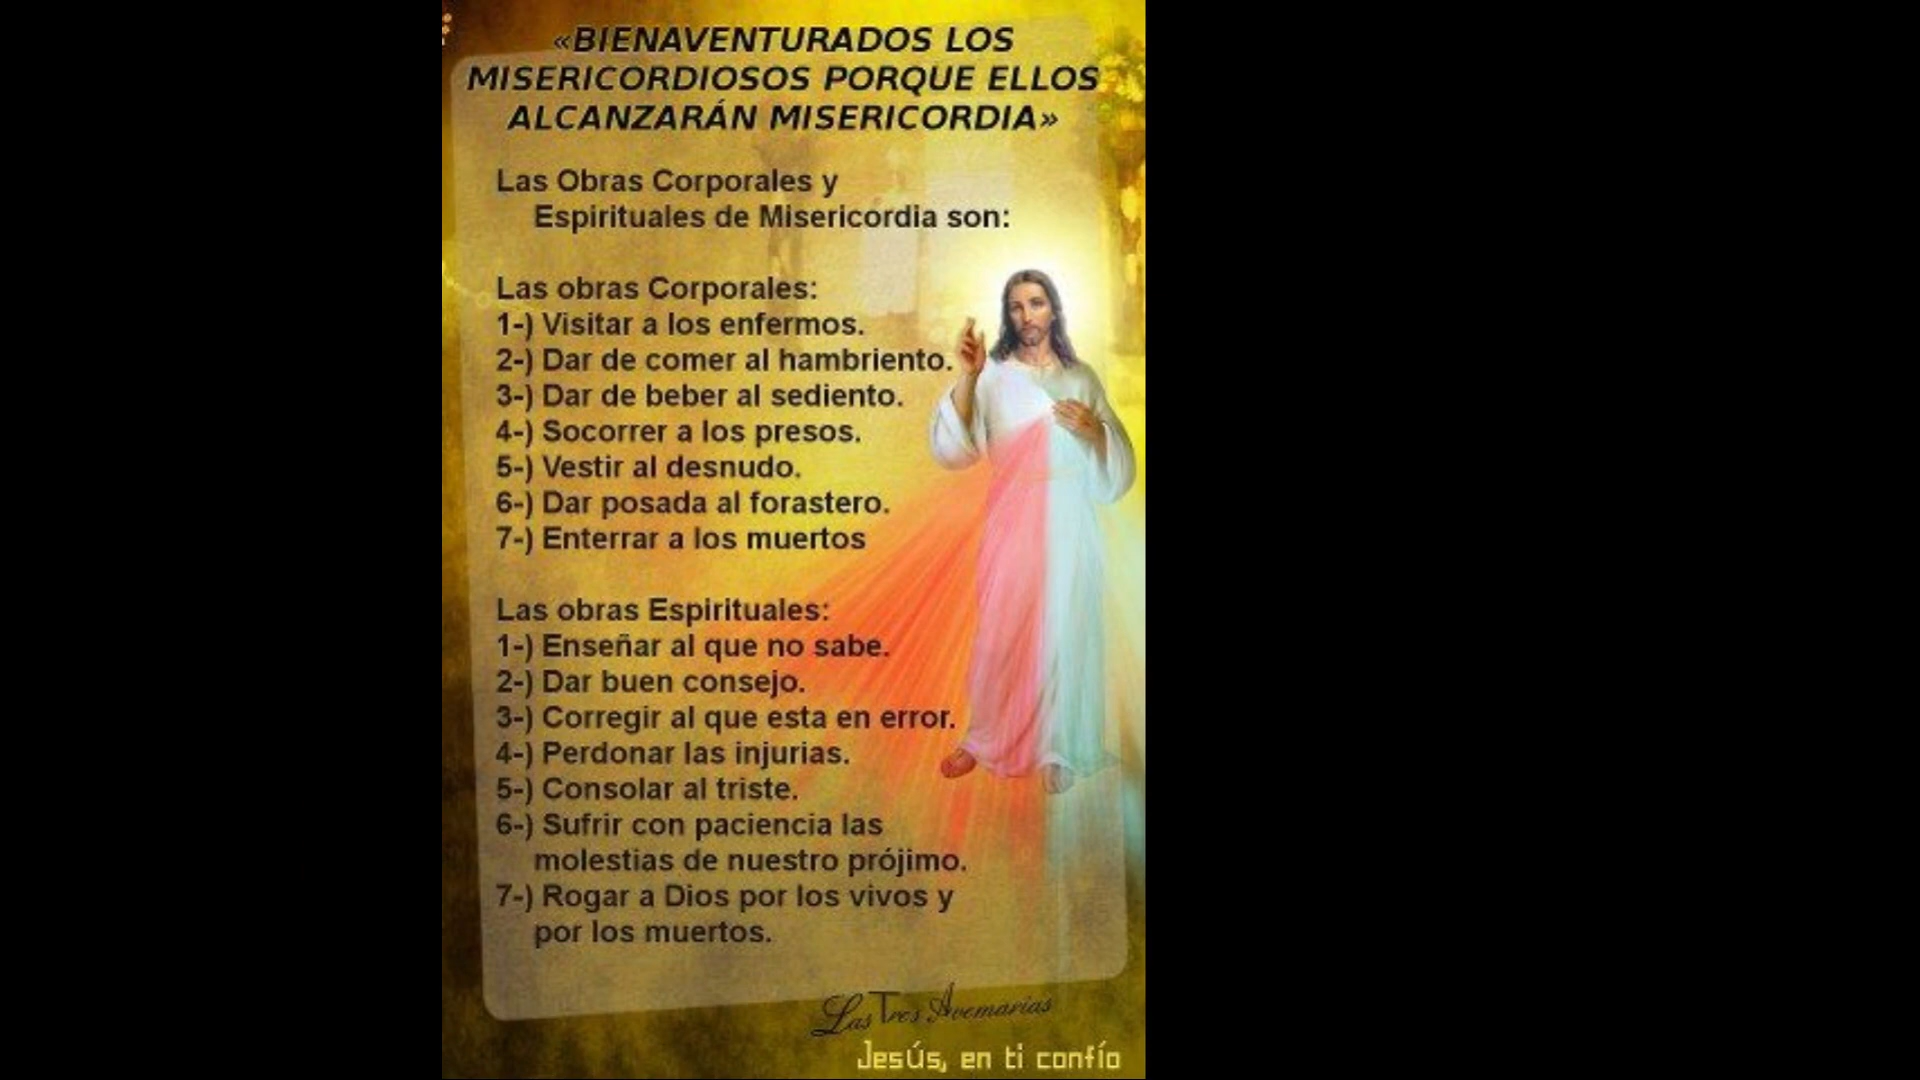 «BIENAVENTURADOS LOS
MISERICORDIOSOS PORQUE ELLOS
ALCANZARÁN MISERICORDIA»
Las Obras Corporales y
Espirituales de Misericordia son:
Las obras Corporales:
1-) Visitar a los enfermos.
2-) Dar de comer al hambriento.
3-) Dar de beber al sediento.
4-) Socorrer a los presos.
5-) Vestir al desnudo.
6-) Dar posada al forastero.
7-) Enterrar a los muertos
Las obras Espirituales:
1-) Enseñar al que no sabe.
2-) Dar buen consejo.
3-) Corregir al que esta en error.
4-) Perdonar las injurias.
5-) Consolar al triste.
6-) Sufrir con paciencia las
molestias de nuestro prójimo.
7-) Rogar a Dios por los vivos y
por los muertos.
Las Tres Avemarías
Jesús, en ti confío